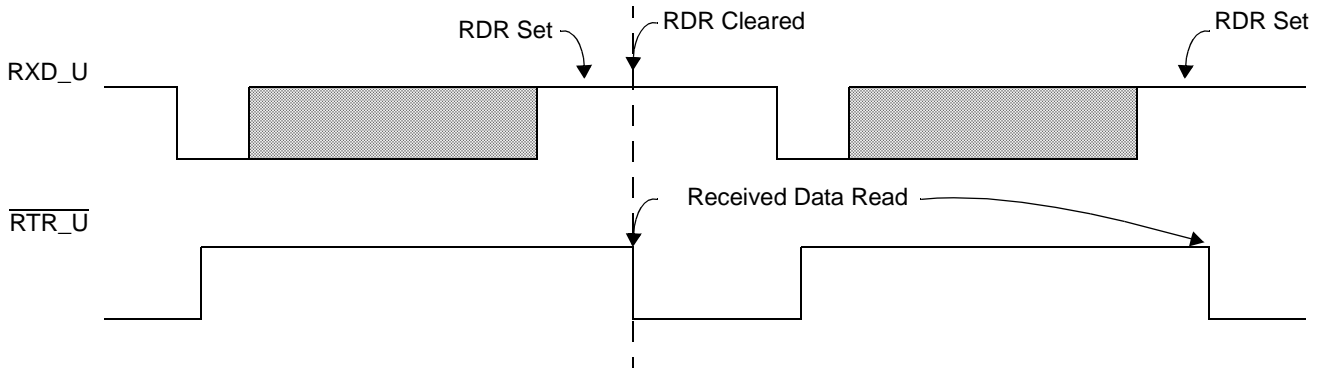 RDR Set
RDR Cleared
RDR Set
RXD_U
Received Data Read
RTR_U